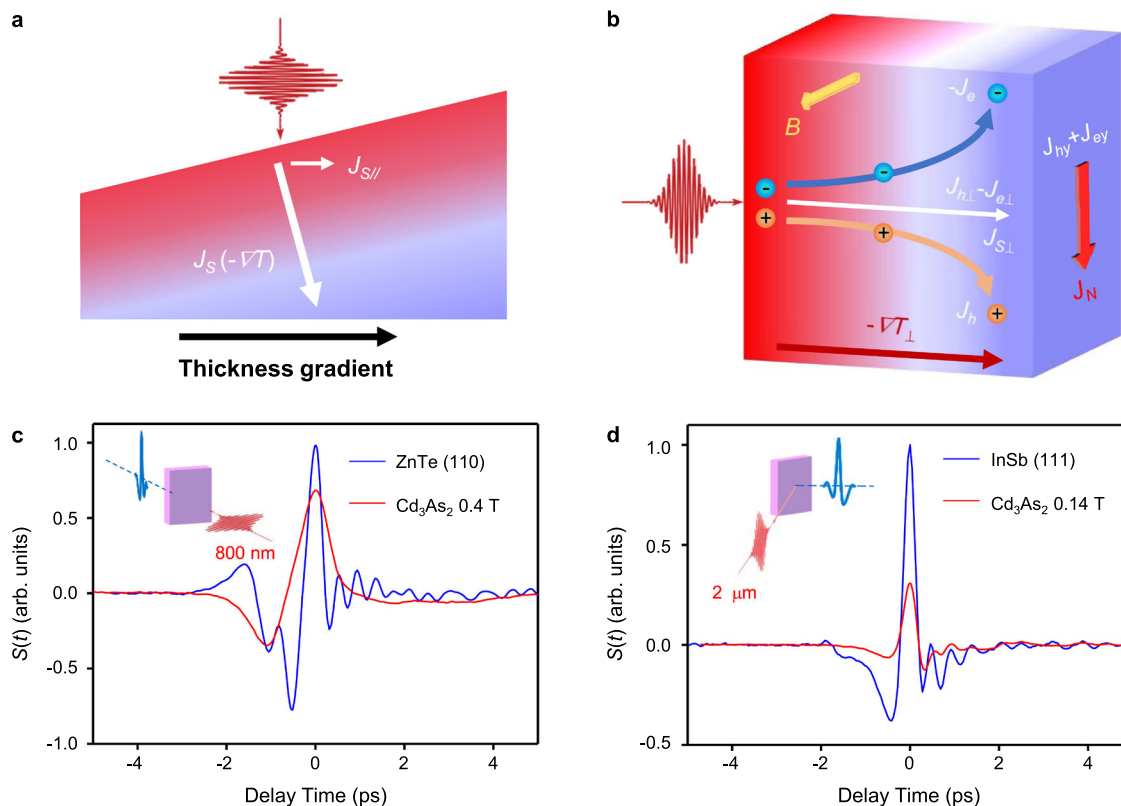 a
J_S//
J_S (-∇T)
Thickness gradient
b
-J_e
B
J_hy+J_ey
-
-
-
J_h⊥-J_e⊥
+
+
J_S⊥
J_N
J_h
+
-∇T⊥
c
1.0
0.5
0.0
-0.5
-1.0
S(t) (arb. units)
ZnTe (110)
Cd₃As₂ 0.4 T
800 nm
-4 -2 0 2 4
Delay Time (ps)
d
1.0
0.5
0.0
-0.5
S(t) (arb. units)
InSb (111)
Cd₃As₂ 0.14 T
2 μm
-4 -2 0 2 4
Delay Time (ps)